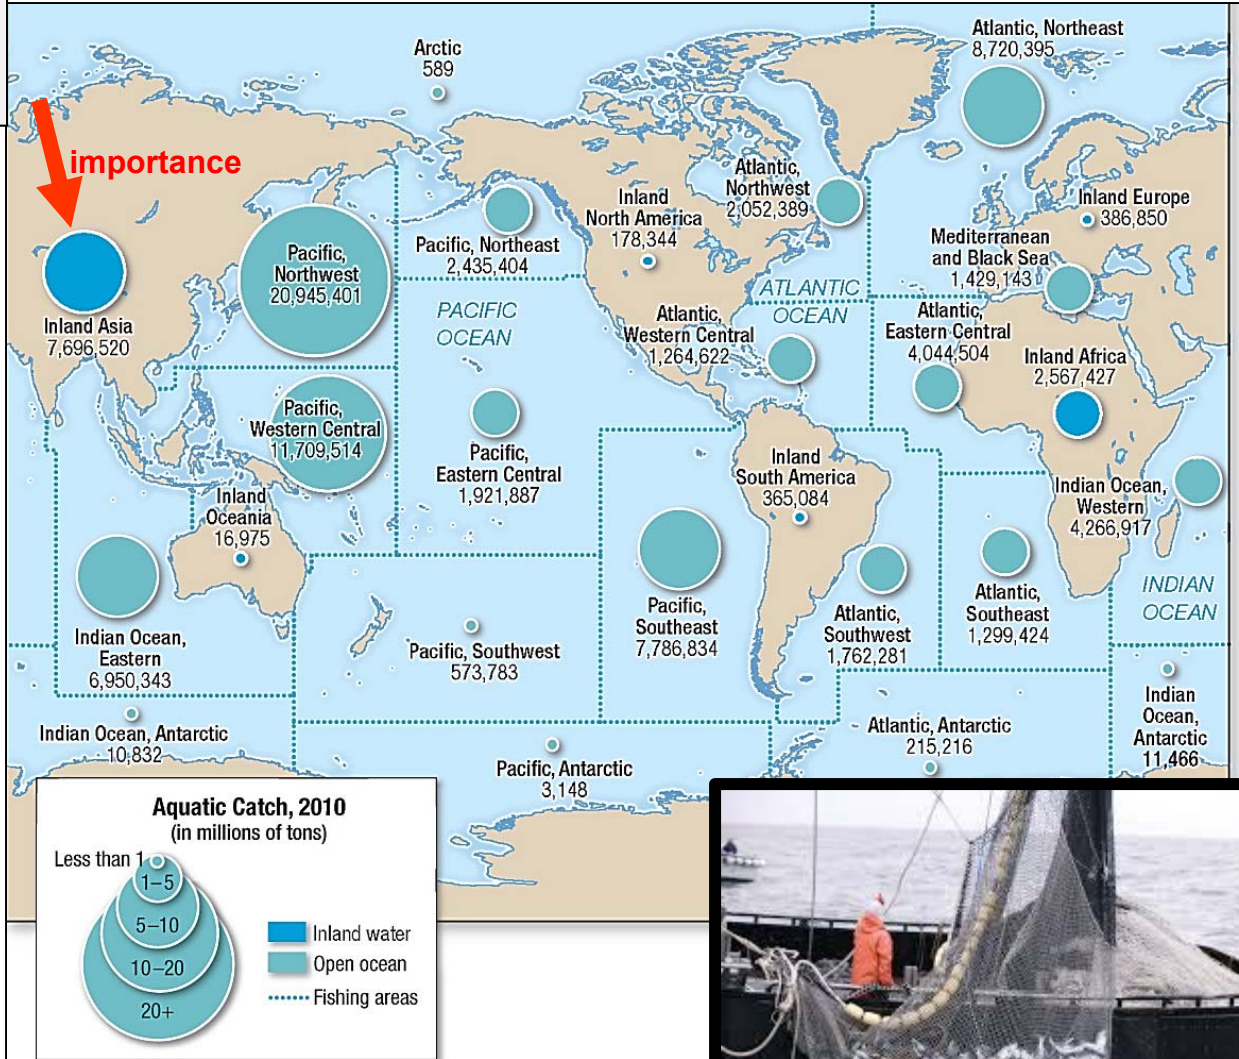 Atlantic, Northeast
8,720,395
Arctic
589
importance
Atlantic,
Northwest
2,052,389
Inland
North America
178,344
Inland Europe
386,850
Pacific,
Northwest
20,945,401
Pacific, Northeast
2,435,404
Mediterranean
and Black Sea
1,429,143
Inland Asia
7,696,520
PACIFIC
OCEAN
ATLANTIC
OCEAN
Atlantic,
Western Central
1,264,622
Atlantic,
Eastern Central
4,044,504
Inland Africa
2,567,427
Pacific,
Western Central
11,709,514
Pacific,
Eastern Central
1,921,887
Inland
South America
365,084
Indian Ocean,
Western
4,266,917
Inland
Oceania
16,975
Indian Ocean,
Eastern
6,950,343
Pacific, Southwest
573,783
Pacific,
Southeast
7,786,834
Atlantic,
Southwest
1,762,281
Atlantic,
Southeast
1,299,424
INDIAN
OCEAN
Indian Ocean, Antarctic
10,832
Pacific, Antarctic
3,148
Atlantic, Antarctic
215,216
Indian
Ocean,
Antarctic
11,466
Aquatic Catch, 2010
(in millions of tons)
Less than 1
1–5
5–10
10–20
20+
Inland water
Open ocean
Fishing areas